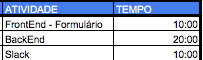 ATIVIDADE TEMPO
FrontEnd - Formulário 10:00
BackEnd 20:00
Slack 10:00